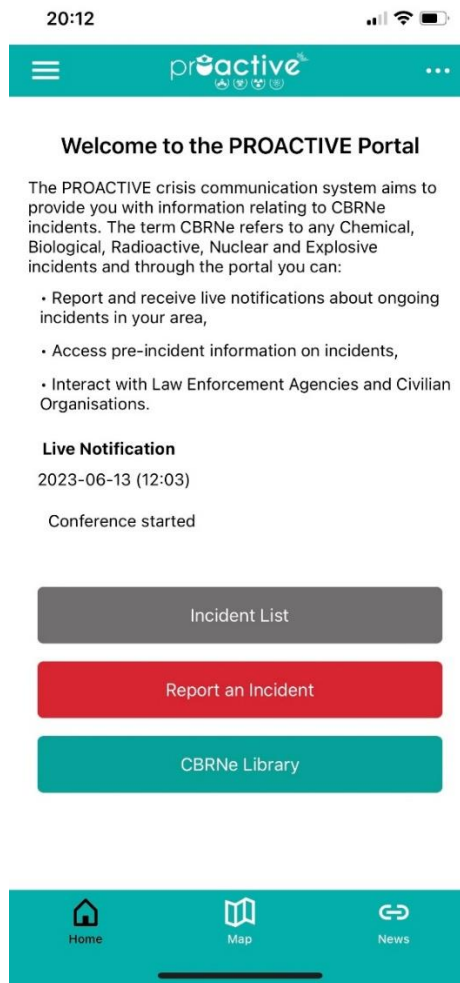 20:12
proactive
Welcome to the PROACTIVE Portal
The PROACTIVE crisis communication system aims to
provide you with information relating to CBRNe
incidents. The term CBRNe refers to any Chemical,
Biological, Radioactive, Nuclear and Explosive
incidents and through the portal you can:
• Report and receive live notifications about ongoing
incidents in your area,
• Access pre-incident information on incidents,
• Interact with Law Enforcement Agencies and Civilian
Organisations.
Live Notification
2023-06-13 (12:03)
Conference started
Incident List
Report an Incident
CBRNe Library
Home
Map
News